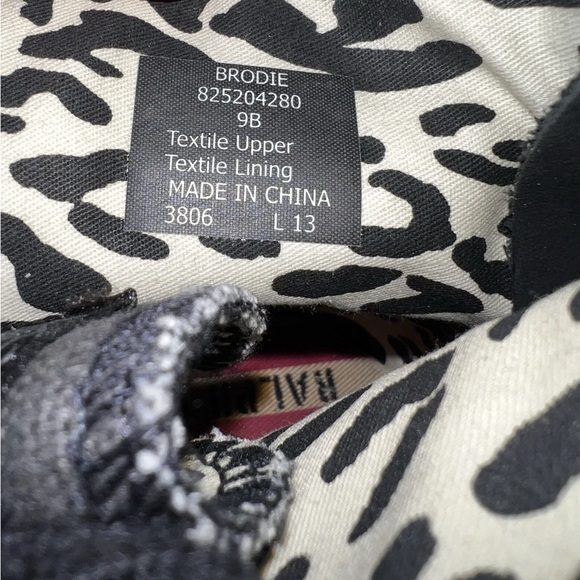 BRODIE
825204280
9B
Textile Upper
Textile Lining
MADE IN CHINA
3806 L 13